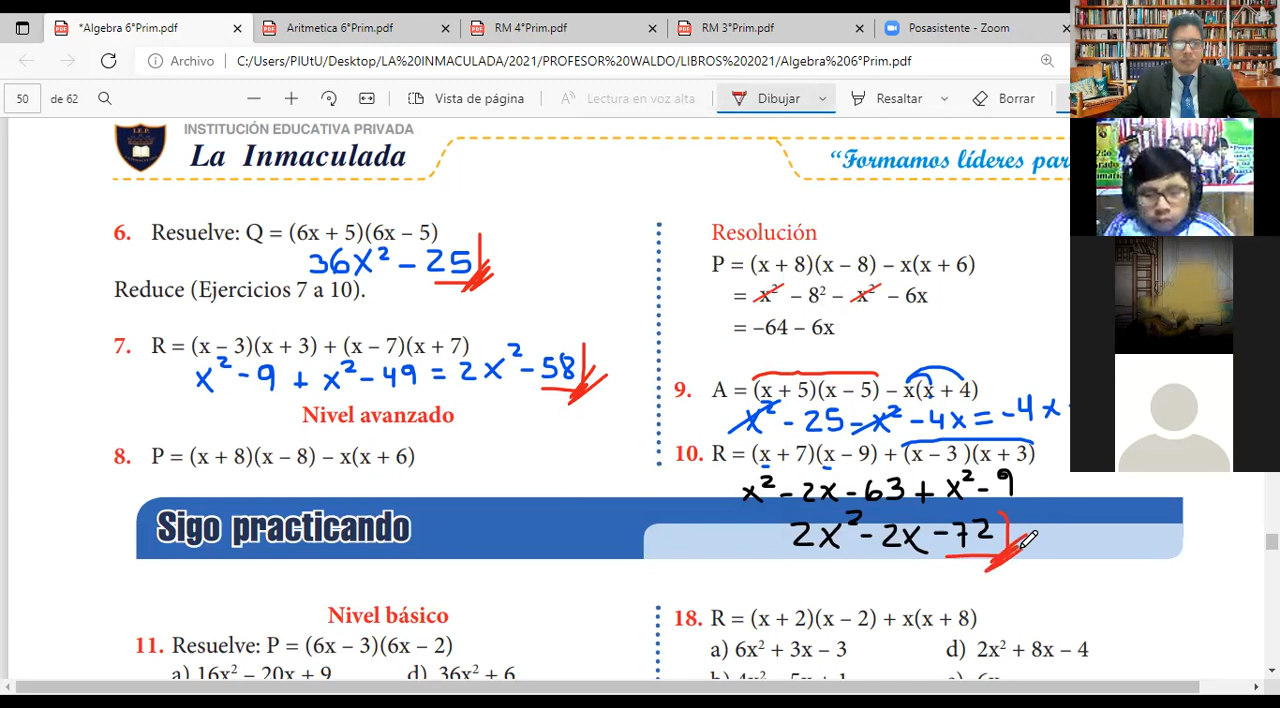 *Algebra 6°Prim.pdf
Aritmetica 6°Prim.pdf
RM 4°Prim.pdf
RM 3°Prim.pdf
Posasistente - Zoom
Archivo
C:/Users/PIUtU/Desktop/LA%20INMACULADA/2021/PROFESOR%20WALDO/LIBROS%202021/Algebra%206°Prim.pdf
50 de 62
Vista de página
Lectura en voz alta
Dibujar
Resaltar
Borrar
I.E.P.
INSTITUCIÓN EDUCATIVA PRIVADA
La Inmaculada
“Formamos líderes par
6. Resuelve: Q = (6x + 5)(6x – 5)
36x² – 25
Reduce (Ejercicios 7 a 10).
7. R = (x – 3)(x + 3) + (x – 7)(x + 7)
x² - 9 + x² - 49 = 2x² - 58
Nivel avanzado
8. P = (x + 8)(x – 8) – x(x + 6)
Resolución
P = (x + 8)(x – 8) – x(x + 6)
= x² – 8² – x² – 6x
= –64 – 6x
9. A = (x + 5)(x – 5) – x(x + 4)
x² - 25 - x² - 4x = -4x
10. R = (x + 7)(x – 9) + (x – 3 )(x + 3)
x² - 2x - 63 + x² - 9
2x² - 2x - 72
Sigo practicando
Nivel básico
11. Resuelve: P = (6x – 3)(6x – 2)
a) 16x² – 20x + 9
d) 36x² + 6
18. R = (x + 2)(x – 2) + x(x + 8)
a) 6x² + 3x – 3
d) 2x² + 8x – 4